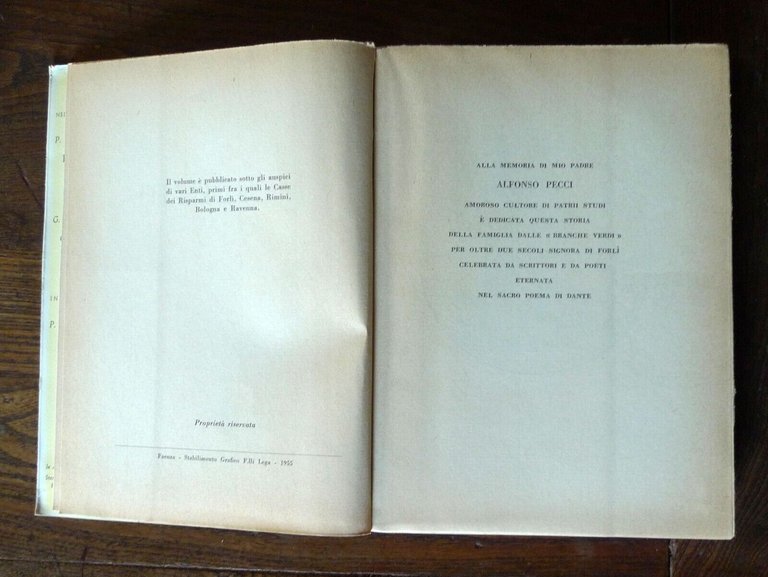 Il volume è pubblicato sotto gli auspici
di vari Enti, primi fra i quali le Casse
dei Risparmi di Forlì, Cesena, Rimini,
Bologna e Ravenna.
Proprietà riservata
Faenza - Stabilimento Grafico F.lli Lega - 1955
ALLA MEMORIA DI MIO PADRE
ALFONSO PECCI
AMOROSO CULTORE DI PATRII STUDI
È DEDICATA QUESTA STORIA
DELLA FAMIGLIA DALLE « BRANCHE VERDI »
PER OLTRE DUE SECOLI SIGNORA DI FORLÌ
CELEBRATA DA SCRITTORI E DA POETI
ETERNATA
NEL SACRO POEMA DI DANTE